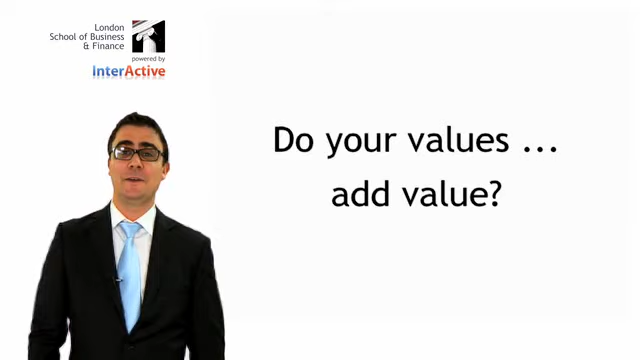 London
School of Business
& Finance
powered by
InterActive
Do your values ...
add value?